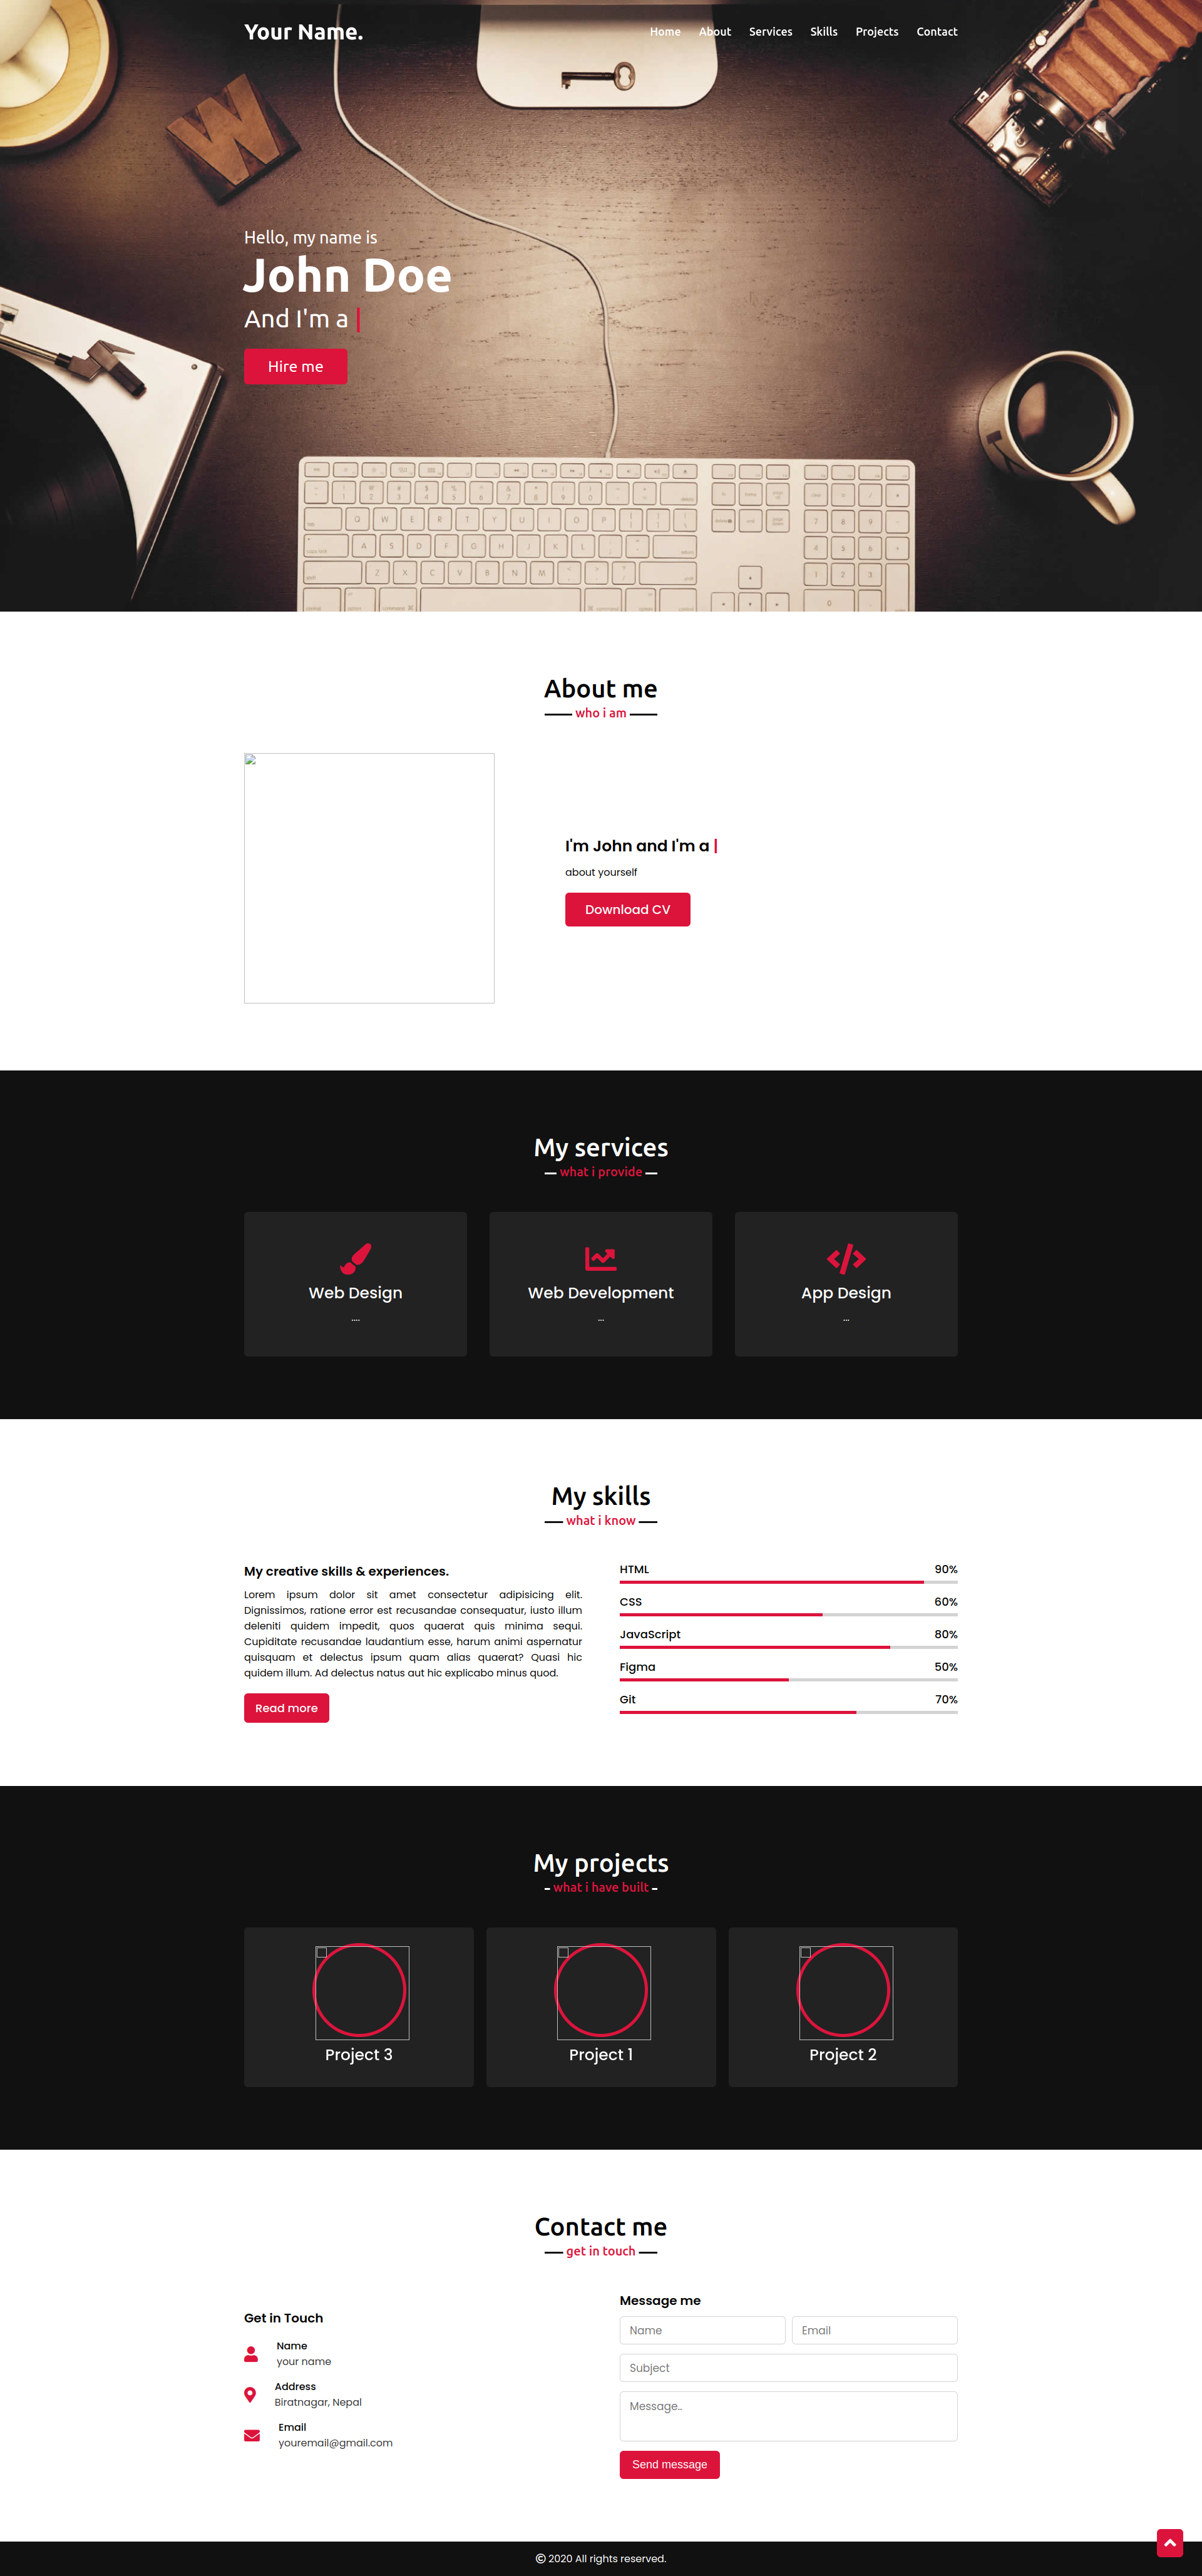 Your Name.
Home About Services Skills Projects Contact
Hello, my name is
John Doe
And I'm a |
Hire me
About me
who i am
I'm John and I'm a |
about yourself
Download CV
My services
what i provide
Web Design
....
Web Development
...
App Design
...
My skills
what i know
My creative skills & experiences.
Lorem ipsum dolor sit amet consectetur adipisicing elit.
Dignissimos, ratione error est recusandae consequatur, iusto illum
deleniti quidem impedit, quos quaerat quis minima sequi.
Cupiditate recusandae laudantium esse, harum animi aspernatur
quisquam et delectus ipsum quam alias quaerat? Quasi hic
quidem illum. Ad delectus natus aut hic explicabo minus quod.
Read more
HTML 90%
CSS 60%
JavaScript 80%
Figma 50%
Git 70%
My projects
what i have built
Project 3
Project 1
Project 2
Contact me
get in touch
Get in Touch
Name
your name
Address
Biratnagar, Nepal
Email
youremail@gmail.com
Message me
Name
Email
Subject
Message..
Send message
© 2020 All rights reserved.